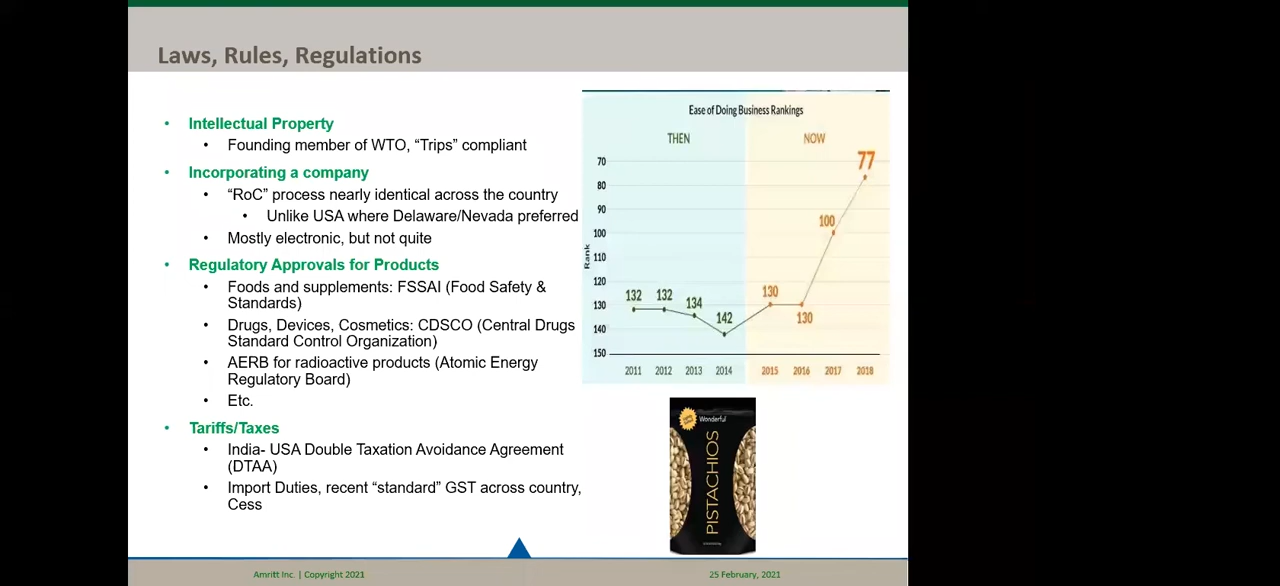 Laws, Rules, Regulations
• Intellectual Property
• Founding member of WTO, “Trips” compliant
• Incorporating a company
• “RoC” process nearly identical across the country
• Unlike USA where Delaware/Nevada preferred
• Mostly electronic, but not quite
• Regulatory Approvals for Products
• Foods and supplements: FSSAI (Food Safety &
Standards)
• Drugs, Devices, Cosmetics: CDSCO (Central Drugs
Standard Control Organization)
• AERB for radioactive products (Atomic Energy
Regulatory Board)
• Etc.
• Tariffs/Taxes
• India- USA Double Taxation Avoidance Agreement
(DTAA)
• Import Duties, recent “standard” GST across country,
Cess
Ease of Doing Business Rankings
THEN
NOW
70
80
90
100
110
120
130
140
150
Rank
132
132
134
142
130
130
100
77
2011
2012
2013
2014
2015
2016
2017
2018
Wonderful
PISTACHIOS
Amritt Inc. | Copyright 2021
25 February, 2021